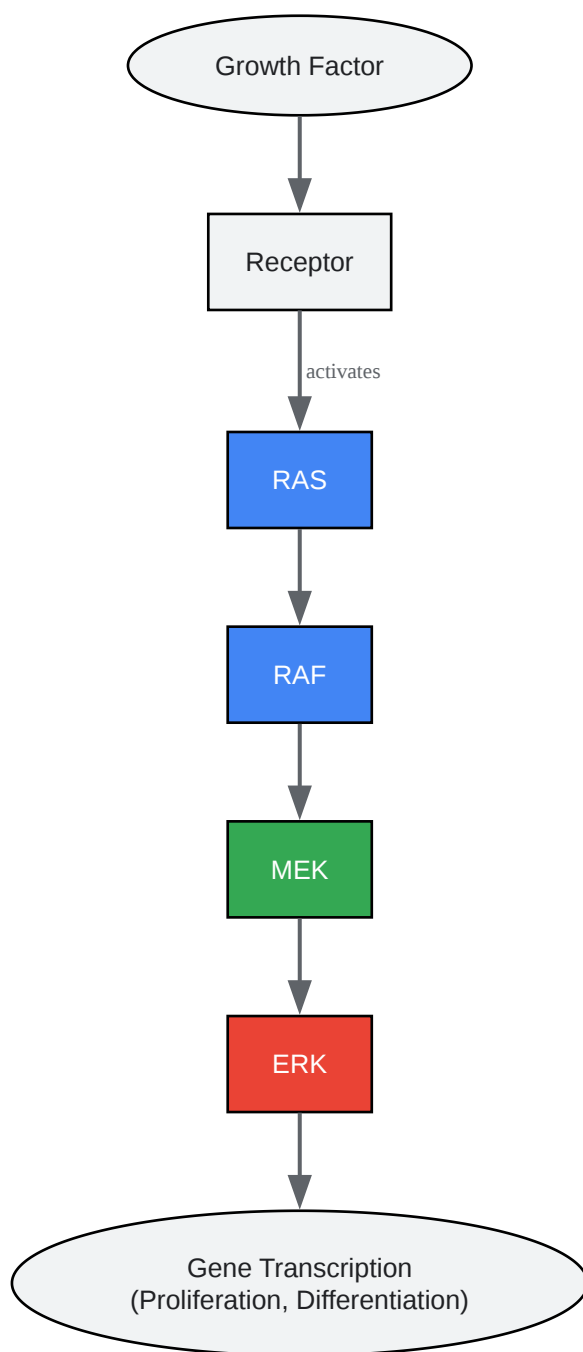 Growth Factor
Receptor
activates
RAS
RAF
MEK
ERK
Gene Transcription
(Proliferation, Differentiation)